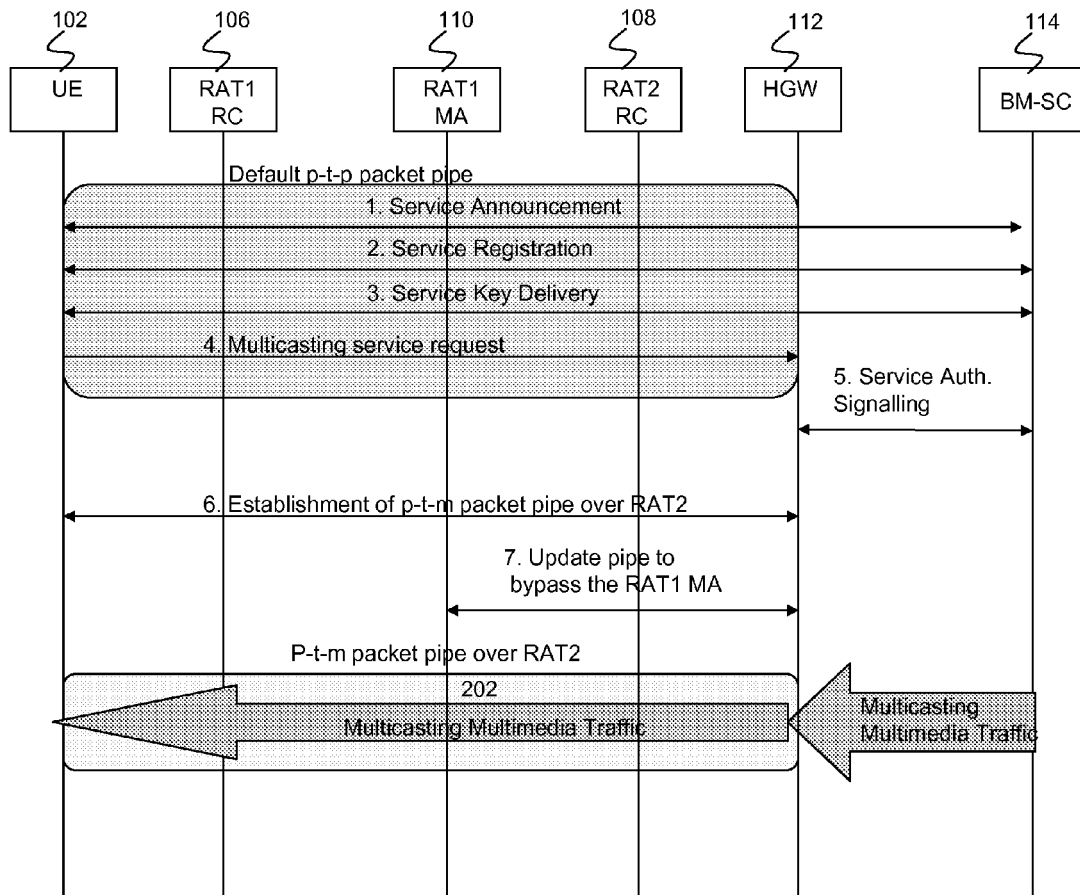 102
106
110
108
112
114
UE
RAT1
RC
RAT1
MA
RAT2
RC
HGW
BM-SC
Default p-t-p packet pipe
1. Service Announcement
2. Service Registration
3. Service Key Delivery
4. Multicasting service request
5. Service Auth.
Signalling
6. Establishment of p-t-m packet pipe over RAT2
7. Update pipe to
bypass the RAT1 MA
P-t-m packet pipe over RAT2
202
Multicasting Multimedia Traffic
Multicasting
Multimedia Traffic